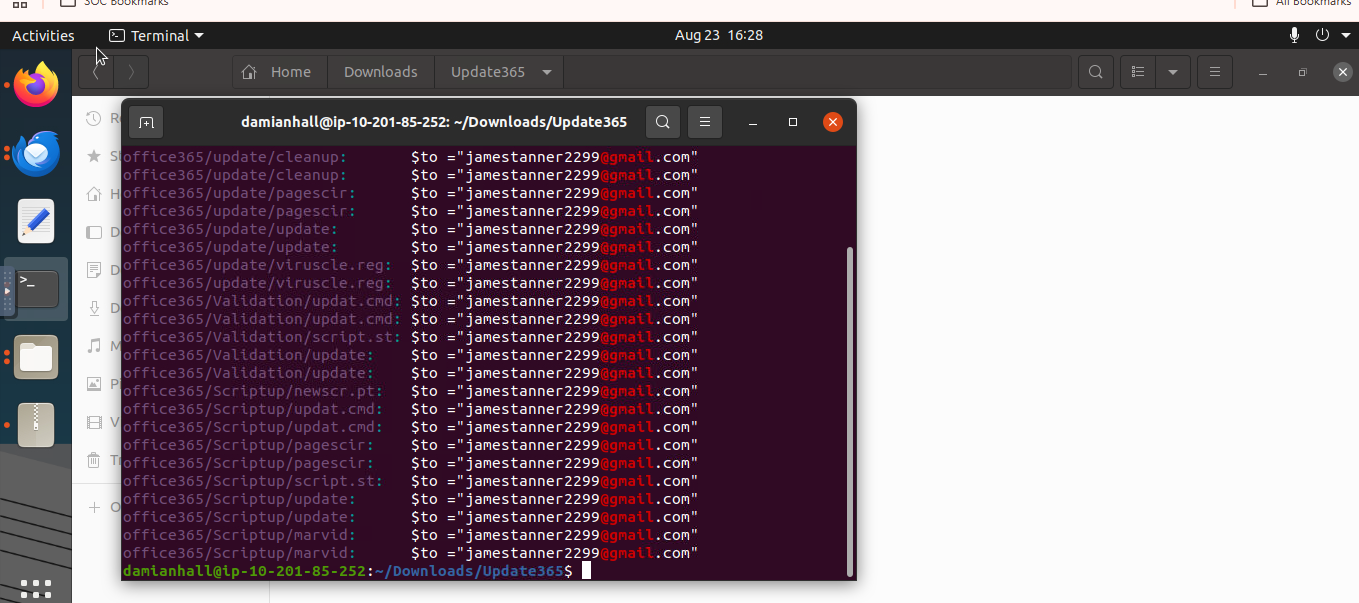 SOC Bookmarks
All Bookmarks
Activities
Terminal
Aug 23 16:28
Home
Downloads
Update365
damianhall@ip-10-201-85-252: ~/Downloads/Update365
office365/update/cleanup: $to ="jamestanner2299@gmail.com"
office365/update/cleanup: $to ="jamestanner2299@gmail.com"
office365/update/pagescir: $to ="jamestanner2299@gmail.com"
office365/update/pagescir: $to ="jamestanner2299@gmail.com"
office365/update/update: $to ="jamestanner2299@gmail.com"
office365/update/update: $to ="jamestanner2299@gmail.com"
office365/update/viruscle.reg: $to ="jamestanner2299@gmail.com"
office365/update/viruscle.reg: $to ="jamestanner2299@gmail.com"
office365/Validation/updat.cmd: $to ="jamestanner2299@gmail.com"
office365/Validation/updat.cmd: $to ="jamestanner2299@gmail.com"
office365/Validation/script.st: $to ="jamestanner2299@gmail.com"
office365/Validation/update: $to ="jamestanner2299@gmail.com"
office365/Validation/update: $to ="jamestanner2299@gmail.com"
office365/Scriptup/newscr.pt: $to ="jamestanner2299@gmail.com"
office365/Scriptup/updat.cmd: $to ="jamestanner2299@gmail.com"
office365/Scriptup/updat.cmd: $to ="jamestanner2299@gmail.com"
office365/Scriptup/pagescir: $to ="jamestanner2299@gmail.com"
office365/Scriptup/pagescir: $to ="jamestanner2299@gmail.com"
office365/Scriptup/script.st: $to ="jamestanner2299@gmail.com"
office365/Scriptup/update: $to ="jamestanner2299@gmail.com"
office365/Scriptup/update: $to ="jamestanner2299@gmail.com"
office365/Scriptup/marvid: $to ="jamestanner2299@gmail.com"
office365/Scriptup/marvid: $to ="jamestanner2299@gmail.com"
damianhall@ip-10-201-85-252:~/Downloads/Update365$